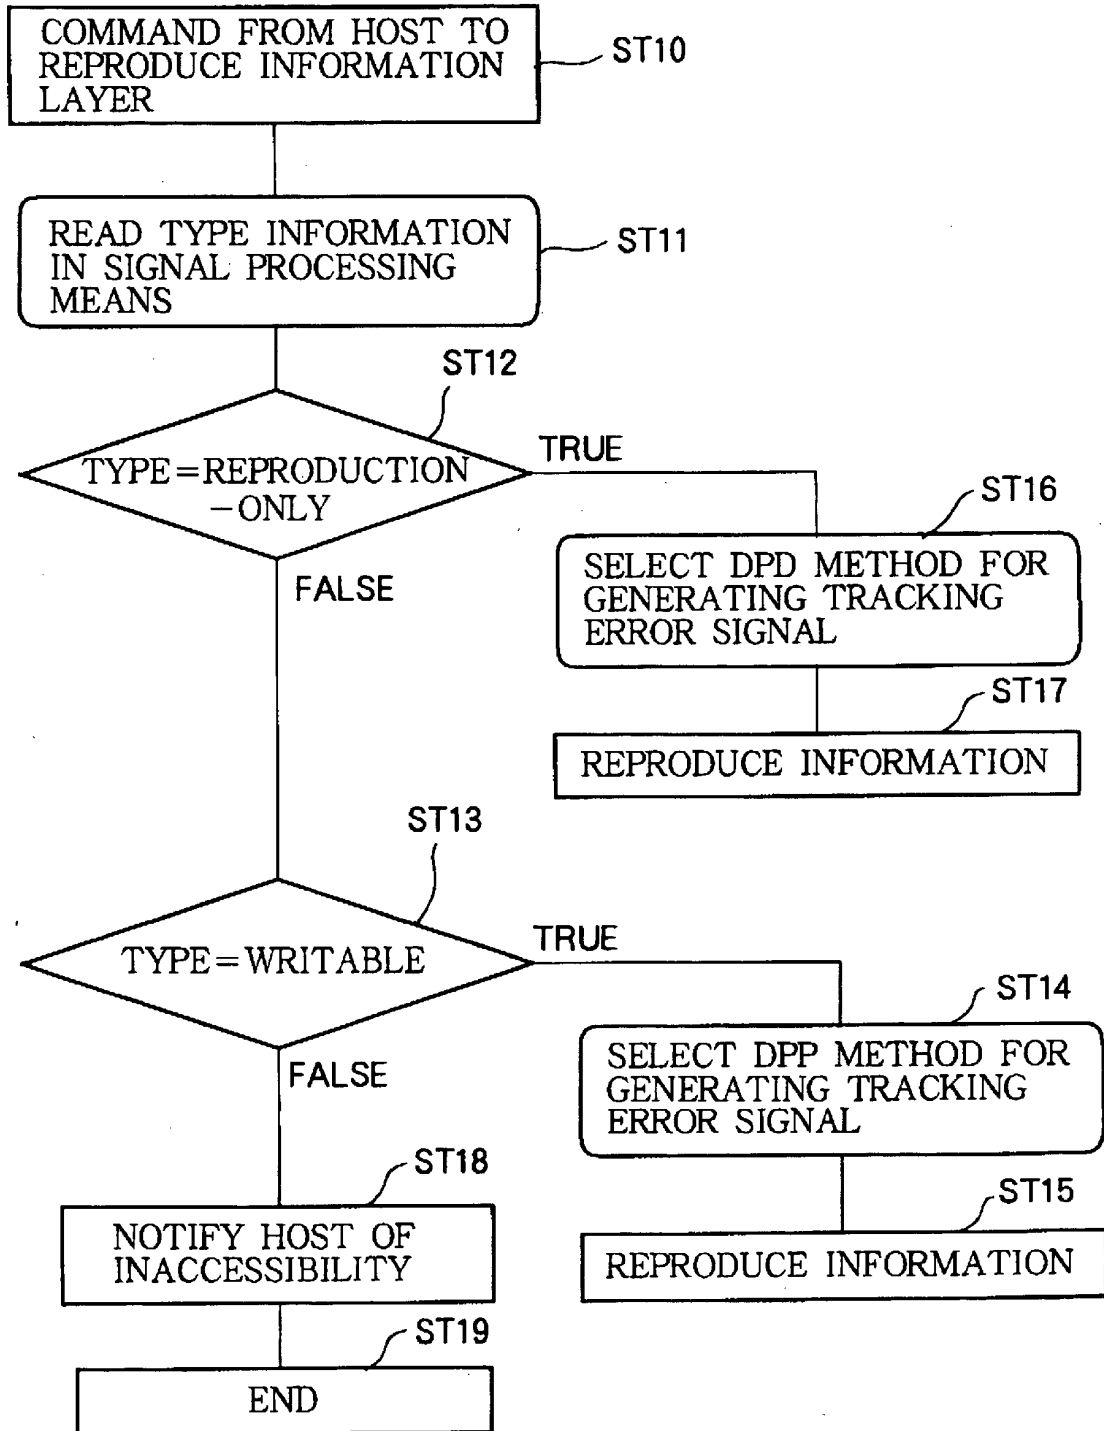 COMMAND FROM HOST TO
REPRODUCE INFORMATION
LAYER
ST10
READ TYPE INFORMATION
IN SIGNAL PROCESSING
MEANS
ST11
ST12
TYPE=REPRODUCTION
-ONLY
TRUE
FALSE
ST16
SELECT DPD METHOD FOR
GENERATING TRACKING
ERROR SIGNAL
ST17
REPRODUCE INFORMATION
ST13
TYPE=WRITABLE
TRUE
FALSE
ST14
SELECT DPP METHOD FOR
GENERATING TRACKING
ERROR SIGNAL
ST15
REPRODUCE INFORMATION
ST18
NOTIFY HOST OF
INACCESSIBILITY
ST19
END